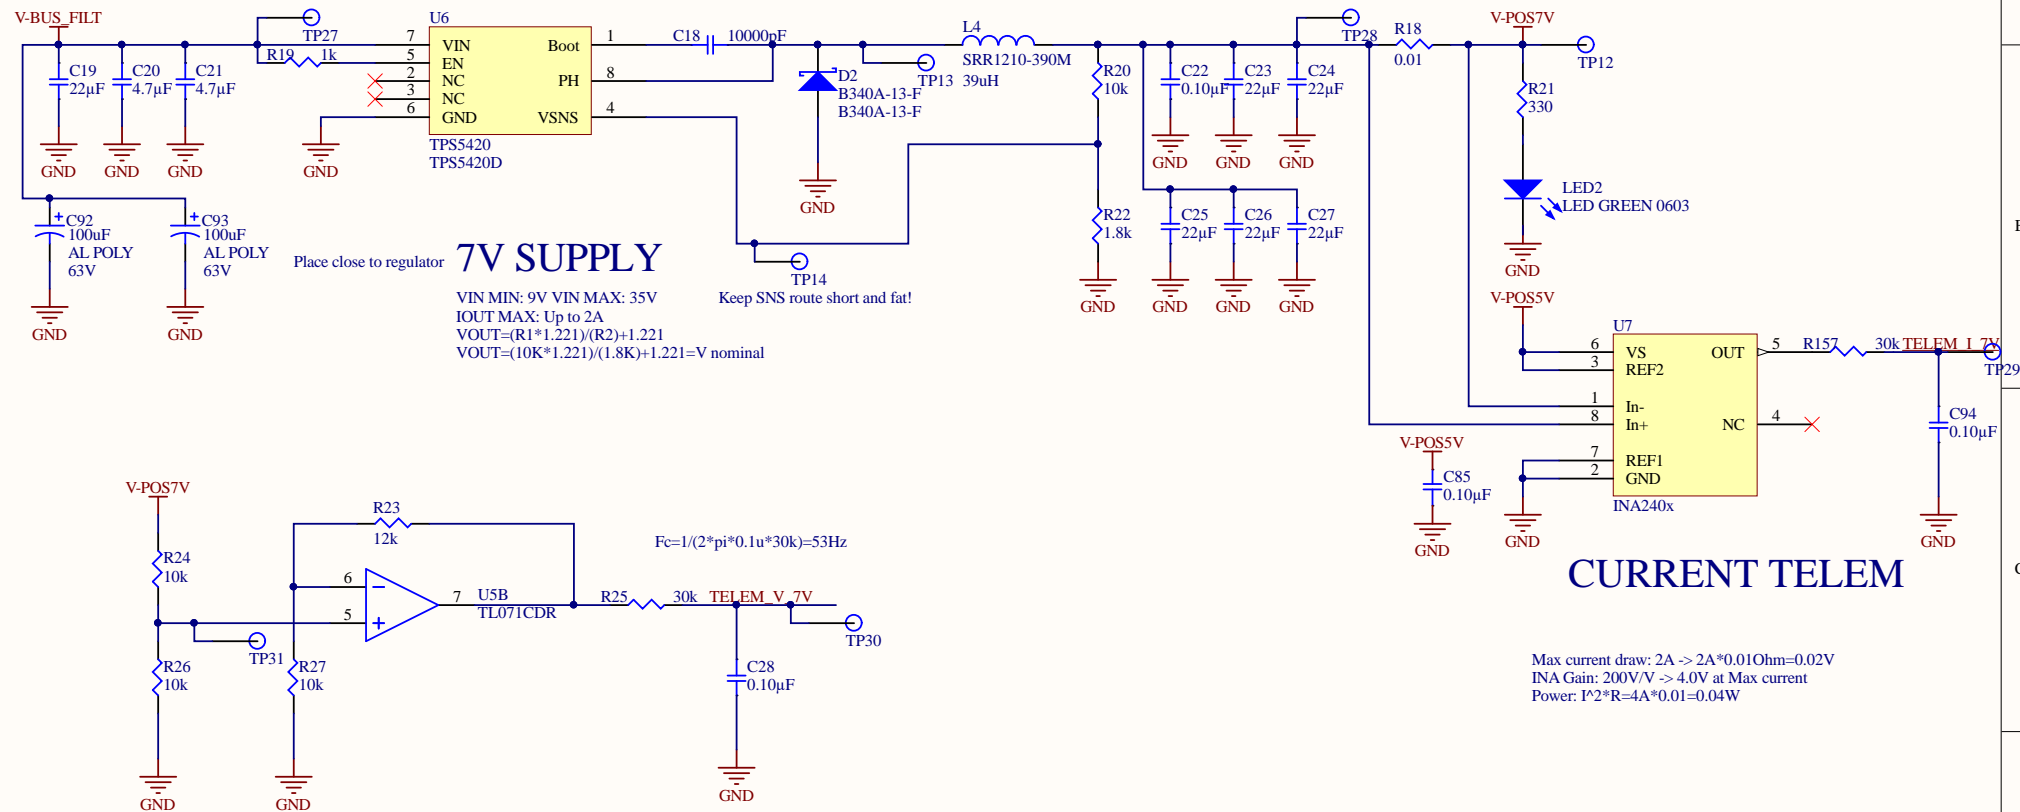 V-BUS_FILT
TP27
R19 1k
C19
22µF
C20
4.7µF
C21
4.7µF
GND
GND
GND
GND
C92
100uF
AL POLY
63V
C93
100uF
AL POLY
63V
GND
GND
U6
7 VIN
5 EN
2 NC
3 NC
6 GND
Boot 1
PH 8
VSNS 4
TPS5420
TPS5420D
C18 10000pF
D2
B340A-13-F
B340A-13-F
GND
TP13
L4
SRR1210-390M
39uH
R20
10k
R22
1.8k
GND
C22
0.10µF
C23
22µF
C24
22µF
GND
GND
GND
C25
22µF
C26
22µF
C27
22µF
GND
GND
GND
TP28
R18
0.01
V-POS7V
TP12
R21
330
LED2
LED GREEN 0603
GND
Place close to regulator
7V SUPPLY
VIN MIN: 9V VIN MAX: 35V
IOUT MAX: Up to 2A
VOUT=(R1*1.221)/(R2)+1.221
VOUT=(10K*1.221)/(1.8K)+1.221=V nominal
TP14
Keep SNS route short and fat!
V-POS5V
U7
6 VS
3 REF2
1 In-
8 In+
7 REF1
2 GND
OUT 5
NC 4
INA240x
R157 30k
TELEM_I_7V
TP29
C94
0.10µF
GND
V-POS5V
C85
0.10µF
GND
GND
CURRENT TELEM
Max current draw: 2A -> 2A*0.01Ohm=0.02V
INA Gain: 200V/V -> 4.0V at Max current
Power: I^2*R=4A*0.01=0.04W
V-POS7V
R24
10k
R26
10k
GND
TP31
R23
12k
R27
10k
GND
6
5
7
U5B
TL071CDR
Fc=1/(2*pi*0.1u*30k)=53Hz
R25 30k
TELEM_V_7V
TP30
C28
0.10µF
GND